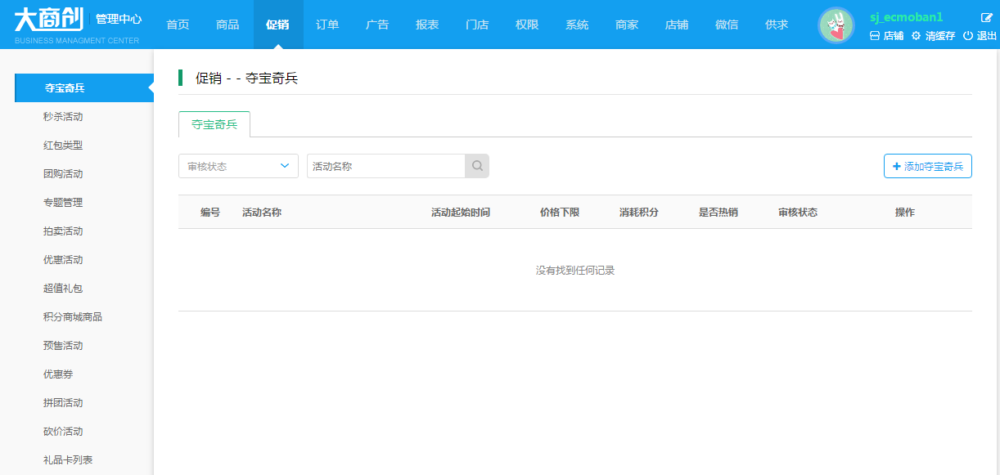 大商创 管理中心
BUSINESS MANAGMENT CENTER
首页 商品 促销 订单 广告 报表 门店 权限 系统 商家 店铺 微信 供求
sj_ecmoban1
店铺 清缓存 退出
夺宝奇兵
秒杀活动
红包类型
团购活动
专题管理
拍卖活动
优惠活动
超值礼包
积分商城商品
预售活动
优惠券
拼团活动
砍价活动
礼品卡列表
促销 - - 夺宝奇兵
夺宝奇兵
审核状态 活动名称 添加夺宝奇兵
编号 活动名称 活动起始时间 价格下限 消耗积分 是否热销 审核状态 操作
没有找到任何记录